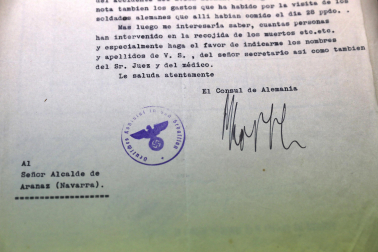 nota tambien los gastos que ha habido por la visita de los
soldados alemanes que alli habian comido el dia 28 ppdo. .
Mas luego me interesaria saber, cuantas personas
han intervenido en la recojida de los muertos etc.etc.
y especialmente haga el favor de indicarme los nombres
y apellidos de V. S. , del señor secretario asi como tambien
del Sr. Juez y del médico.
Le saluda atentamente
El Consul de Alemania
Al
Señor Alcalde de
Aranaz (Navarra).